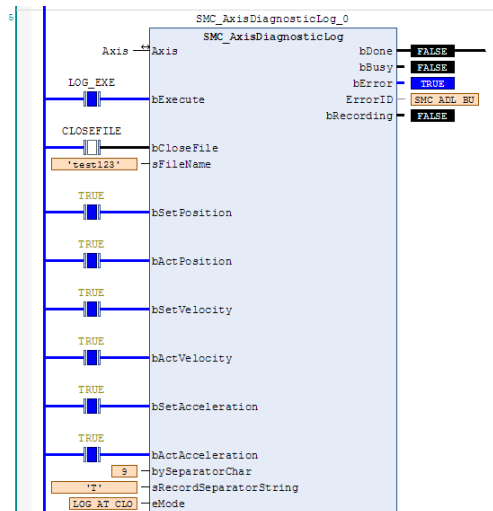 5
SMC_AxisDiagnosticLog_0
SMC_AxisDiagnosticLog
Axis Axis bDone FALSE
bBusy FALSE
LOG_EXE bError TRUE
bExecute ErrorID SMC_ADL_BU
bRecording FALSE
CLOSEFILE
bCloseFile
'test123' sFileName
TRUE
bSetPosition
TRUE
bActPosition
TRUE
bSetVelocity
TRUE
bActVelocity
TRUE
bSetAcceleration
TRUE
bActAcceleration
9 bySeparatorChar
'T' sRecordSeparatorString
LOG_AT_CLO eMode